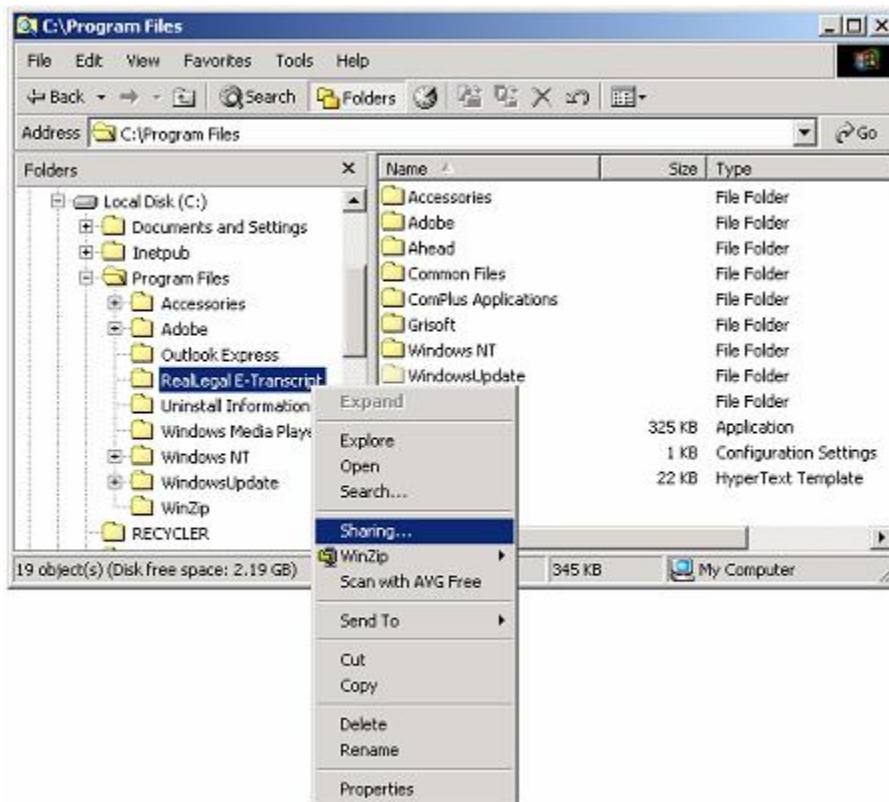 C:\Program Files
File Edit View Favorites Tools Help
Back Search Folders
Address C:\Program Files Go
Folders
Local Disk (C:)
Documents and Settings
Inetpub
Program Files
Accessories
Adobe
Outlook Express
RealLegal E-Transcript
Uninstall Information
Windows Media Playe
Windows NT
WindowsUpdate
WinZip
RECYCLER
Name Size Type
Accessories File Folder
Adobe File Folder
Ahead File Folder
Common Files File Folder
ComPlus Applications File Folder
Grisoft File Folder
Windows NT File Folder
WindowsUpdate File Folder
File Folder
325 KB Application
1 KB Configuration Settings
22 KB HyperText Template
Expand
Explore
Open
Search...
Sharing...
WinZip
Scan with AVG Free
Send To
Cut
Copy
Delete
Rename
Properties
19 object(s) (Disk free space: 2.19 GB) 345 KB My Computer